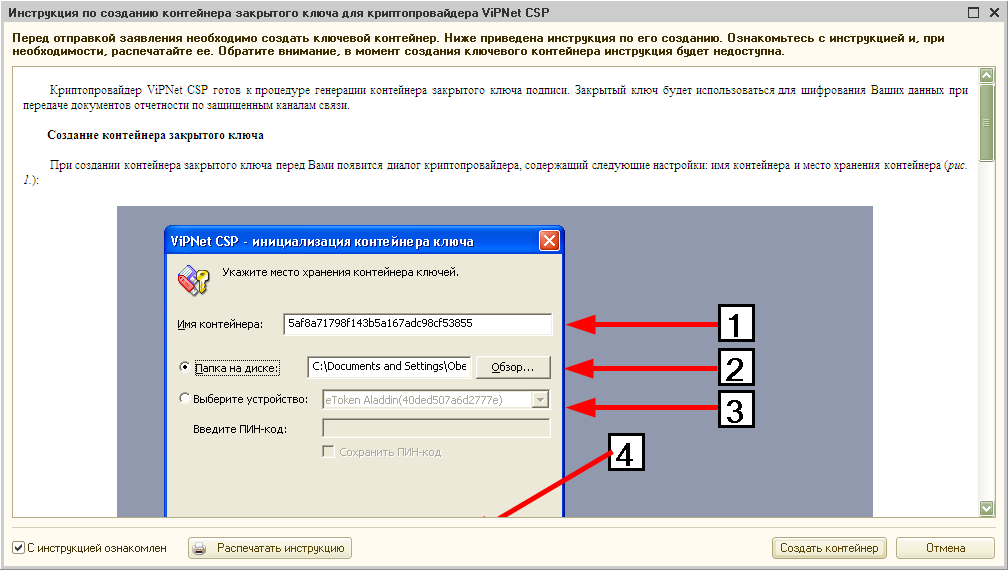 Инструкция по созданию контейнера закрытого ключа для криптопровайдера ViPNet CSP
Перед отправкой заявления необходимо создать ключевой контейнер. Ниже приведена инструкция по его созданию. Ознакомьтесь с инструкцией и, при
необходимости, распечатайте ее. Обратите внимание, в момент создания ключевого контейнера инструкция будет недоступна.
Криптопровайдер ViPNet CSP готов к процедуре генерации контейнера закрытого ключа подписи. Закрытый ключ будет использоваться для шифрования Ваших данных при
передаче документов отчетности по защищенным каналам связи.
Создание контейнера закрытого ключа
При создании контейнера закрытого ключа перед Вами появится диалог криптопровайдера, содержащий следующие настройки: имя контейнера и место хранения контейнера (рис.
1.):
ViPNet CSP - инициализация контейнера ключа
Укажите место хранения контейнера ключей.
Имя контейнера: 5af8a71798f143b5a167adc98cf53855
1
Папка на диске: C:\Documents and Settings\Obe Обзор...
2
Выберите устройство: eToken Aladdin(40ded507a6d2777e)
3
Введите ПИН-код:
Сохранить ПИН-код
4
С инструкцией ознакомлен Распечатать инструкцию Создать контейнер Отмена